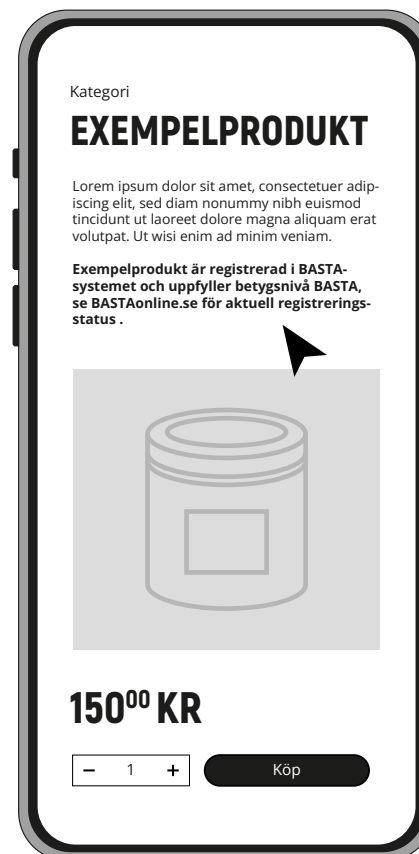 Kategori
EXEMPELPRODUKT
Lorem ipsum dolor sit amet, consectetuer adip-
iscing elit, sed diam nonummy nibh euismod
tincidunt ut laoreet dolore magna aliquam erat
volutpat. Ut wisi enim ad minim veniam.
Exempelprodukt är registrerad i BASTA-
systemet och uppfyller betygsnivå BASTA,
se BASTAonline.se för aktuell registrerings-
status .
150⁰⁰ KR
– 1 +
Köp